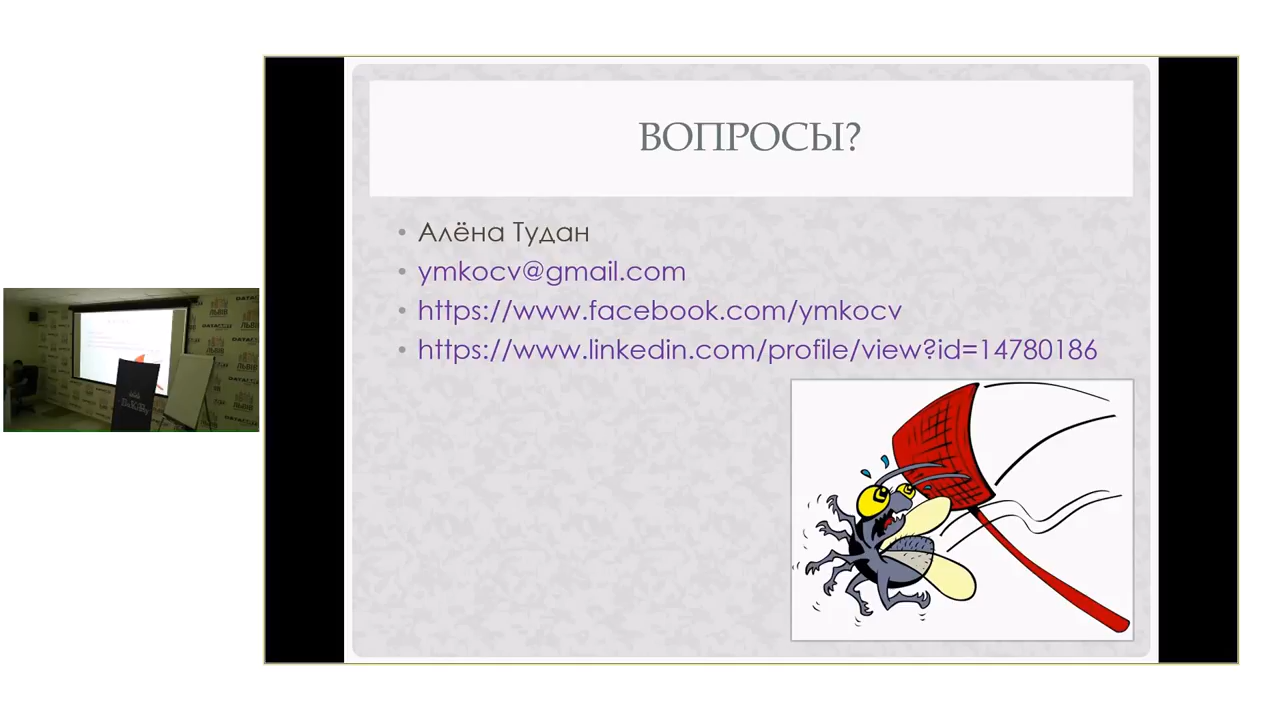 ВОПРОСЫ?
Алёна Тудан
ymkocv@gmail.com
https://www.facebook.com/ymkocv
https://www.linkedin.com/profile/view?id=14780186